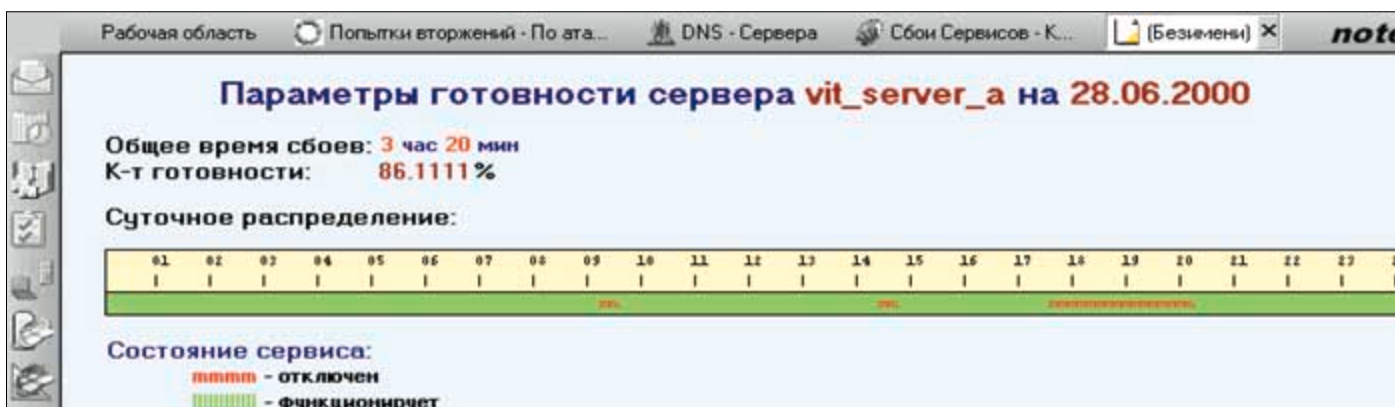 Рабочая область Попытки вторжений - По ата... DNS - Сервера Сбои Сервисов - К... (Безимени) note
Параметры готовности сервера vit_server_a на 28.06.2000
Общее время сбоев: 3 час 20 мин
К-т готовности: 86.1111%
Суточное распределение:
01 02 03 04 05 06 07 08 09 10 11 12 13 14 15 16 17 18 19 20 21 22 23
Состояние сервиса:
mmmm - отключен
- функционирует